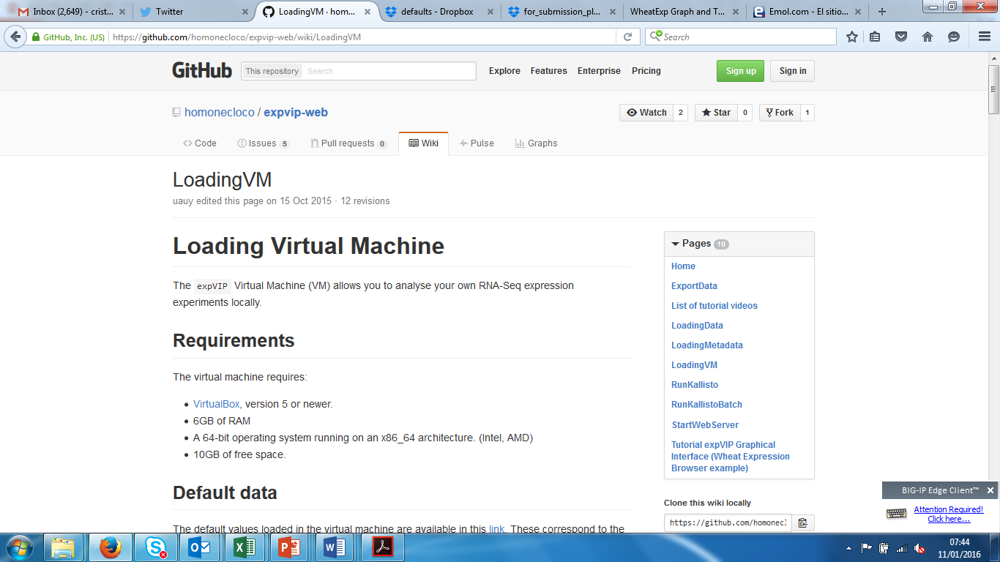 Inbox (2,649) - crist...
Twitter
LoadingVM · hom...
defaults - Dropbox
for_submission_pl...
WheatExp Graph and T...
Emol.com - El sitio...
GitHub, Inc. (US)
https://github.com/homonecloco/expvip-web/wiki/LoadingVM
Search
GitHub
This repository
Search
Explore
Features
Enterprise
Pricing
Sign up
Sign in
homonecloco / expvip-web
Watch 2
Star 0
Fork 1
Code
Issues 5
Pull requests 0
Wiki
Pulse
Graphs
LoadingVM
uauy edited this page on 15 Oct 2015 · 12 revisions
Loading Virtual Machine
The expVIP Virtual Machine (VM) allows you to analyse your own RNA-Seq expression
experiments locally.
Requirements
The virtual machine requires:
• VirtualBox, version 5 or newer.
• 6GB of RAM
• A 64-bit operating system running on an x86_64 architecture. (Intel, AMD)
• 10GB of free space.
Default data
The default values loaded in the virtual machine are available in this link. These correspond to the
Pages 10
Home
ExportData
List of tutorial videos
LoadingData
LoadingMetadata
LoadingVM
RunKallisto
RunKallistoBatch
StartWebServer
Tutorial expVIP Graphical
Interface (Wheat Expression
Browser example)
Clone this wiki locally
https://github.com/homonecl
BIG-IP Edge Client™
Attention Required!
Click here...
07:44
11/01/2016